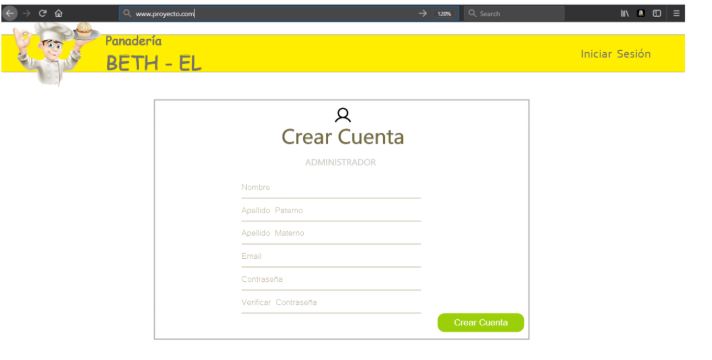 www.proyecto.com
120%
Search
Panadería
BETH - EL
Iniciar Sesión
Crear Cuenta
ADMINISTRADOR
Nombre
Apellido Paterno
Apellido Materno
Email
Contraseña
Verificar Contraseña
Crear Cuenta